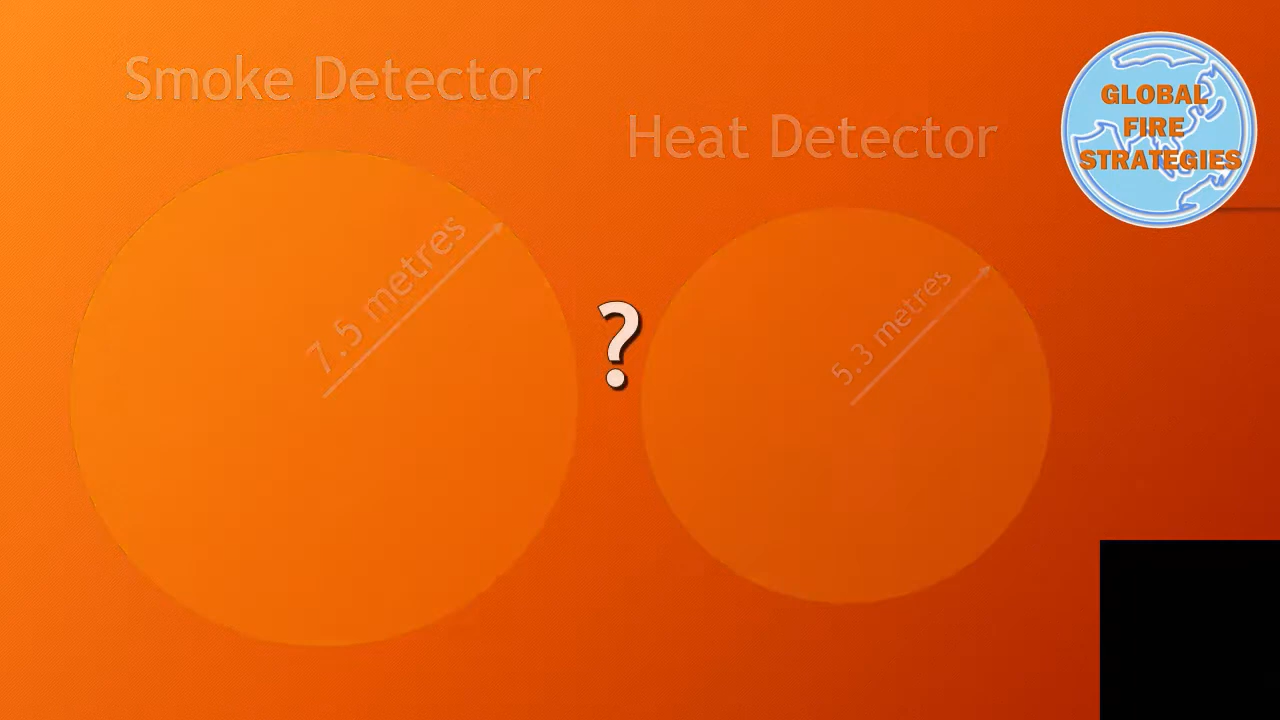 Smoke Detector
Heat Detector
7.5 metres
5.3 metres
?
GLOBAL
FIRE
STRATEGIES